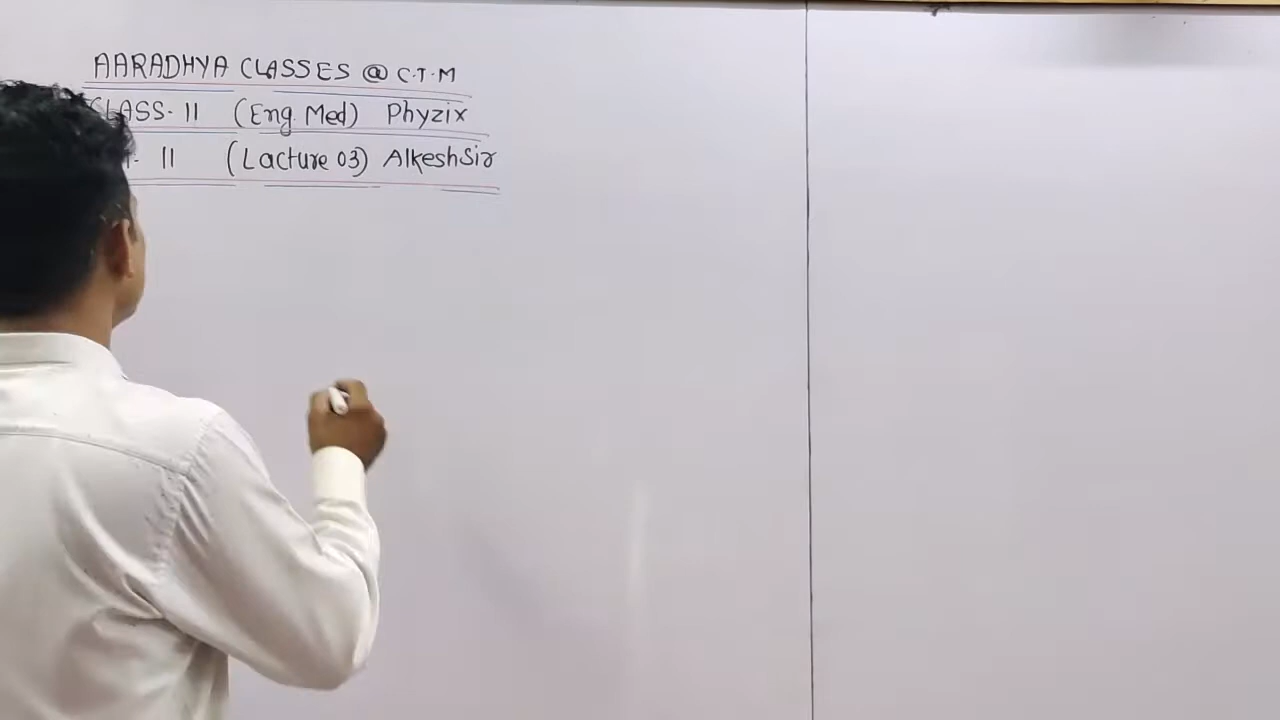 AARADHYA CLASSES @ C.T.M
CLASS- 11 (Eng. Med) Phyzix
11 (Lacture 03) AlkeshSir